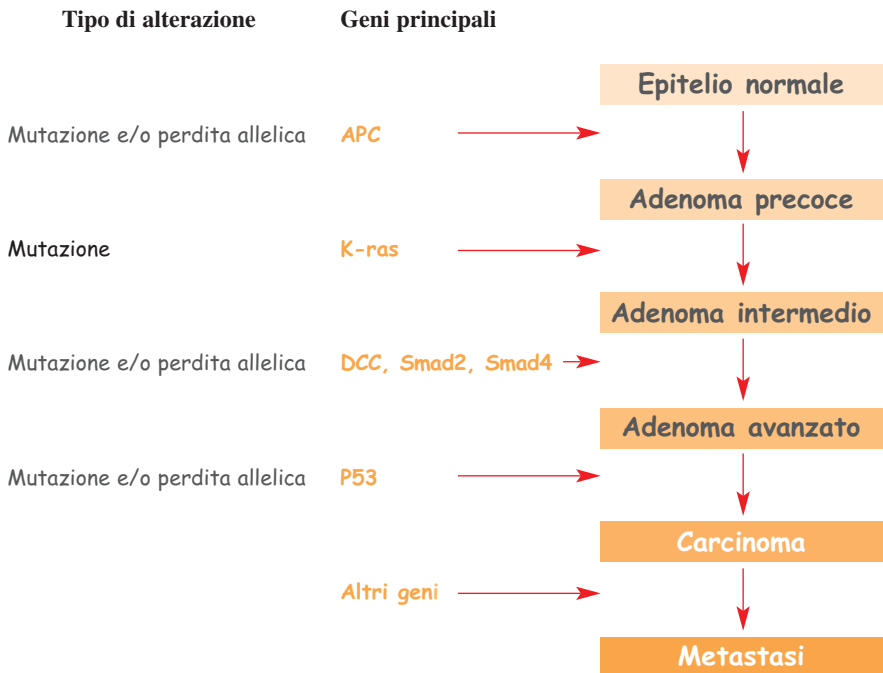 Tipo di alterazione Geni principali
Epitelio normale
Mutazione e/o perdita allelica APC
Adenoma precoce
Mutazione K-ras
Adenoma intermedio
Mutazione e/o perdita allelica DCC, Smad2, Smad4
Adenoma avanzato
Mutazione e/o perdita allelica P53
Carcinoma
Altri geni
Metastasi